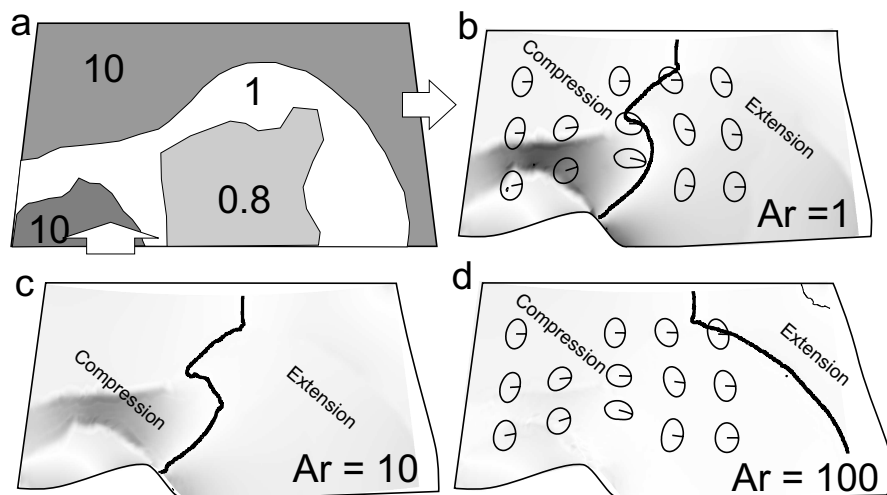 a
10
1
0.8
10
b
Compression
Extension
Ar =1
c
Compression
Extension
Ar = 10
d
Compression
Extension
Ar = 100